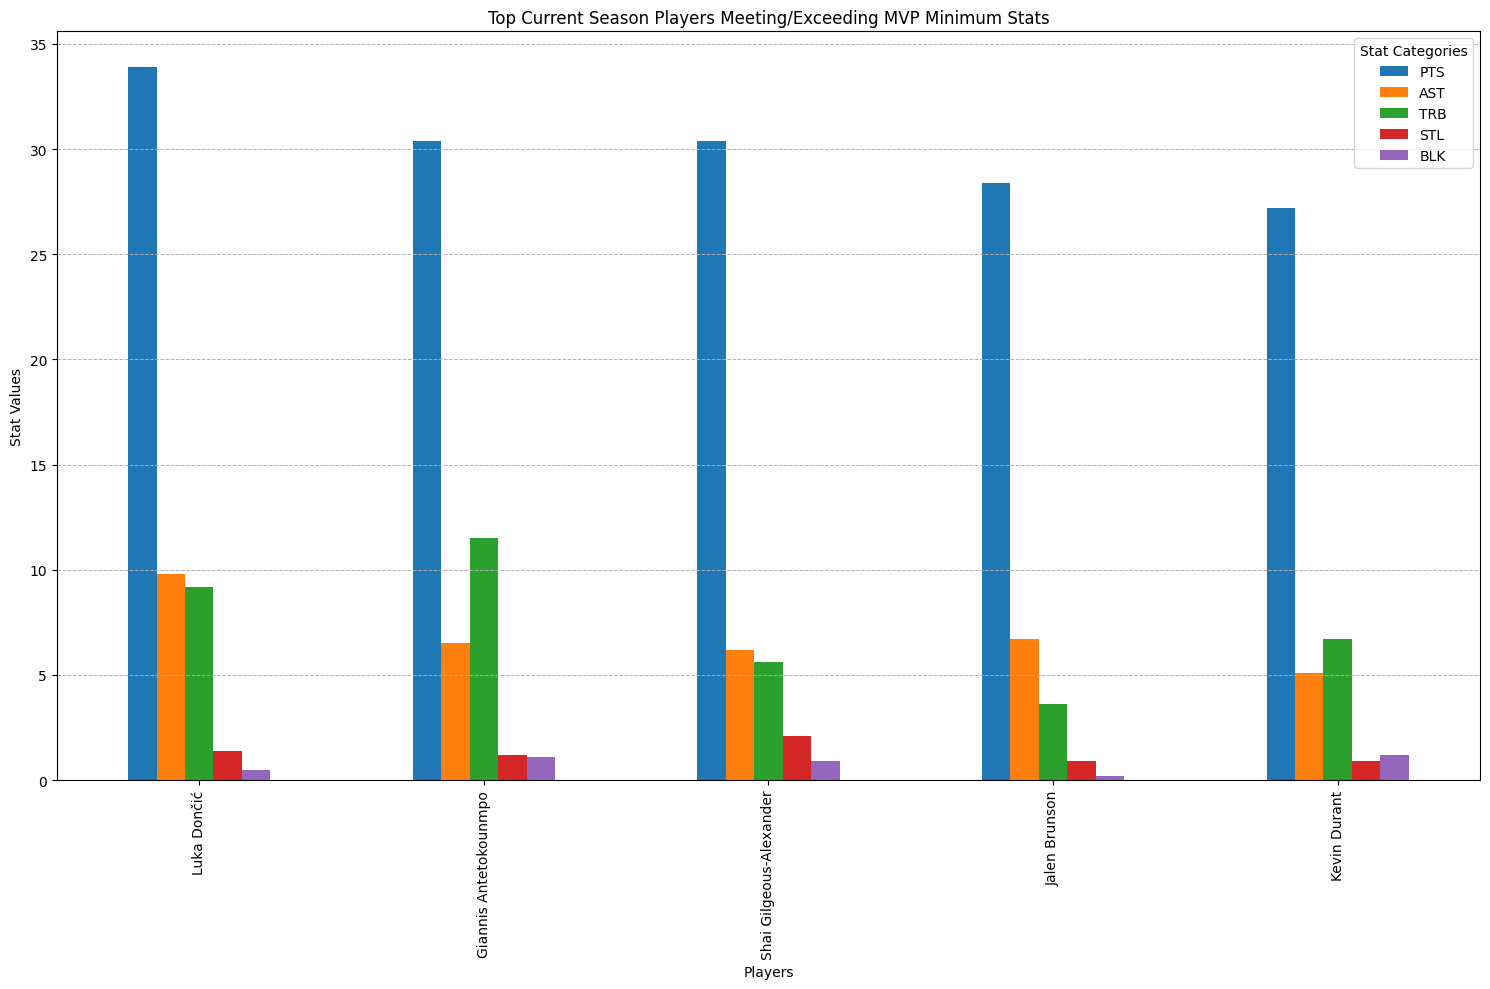 Top Current Season Players Meeting/Exceeding MVP Minimum Stats
Stat Categories
PTS
AST
TRB
STL
BLK
Stat Values
35
30
25
20
15
10
5
0
Luka Dončić
Giannis Antetokounmpo
Shai Gilgeous-Alexander
Jalen Brunson
Kevin Durant
Players